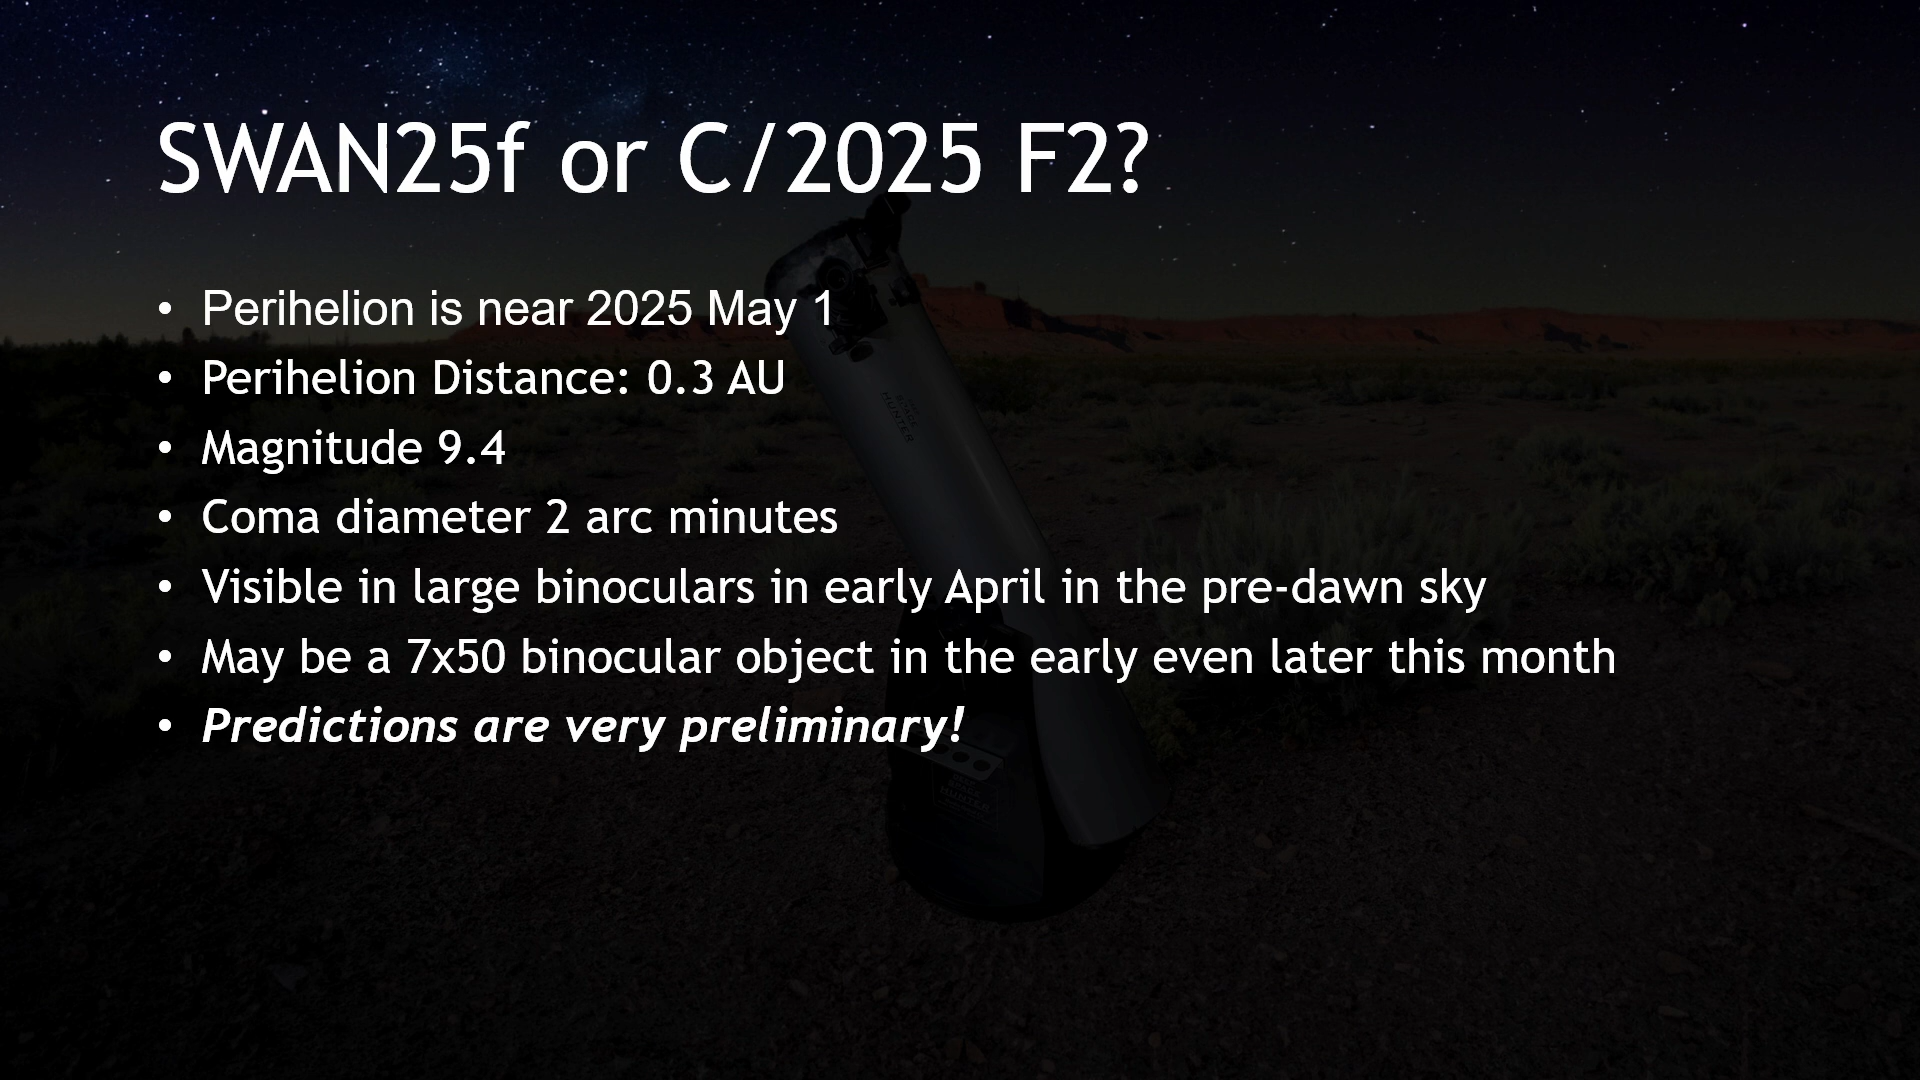 SWAN25f or C/2025 F2?
• Perihelion is near 2025 May 1
• Perihelion Distance: 0.3 AU
• Magnitude 9.4
• Coma diameter 2 arc minutes
• Visible in large binoculars in early April in the pre-dawn sky
• May be a 7x50 binocular object in the early even later this month
• Predictions are very preliminary!
HUNTER
HUNTER